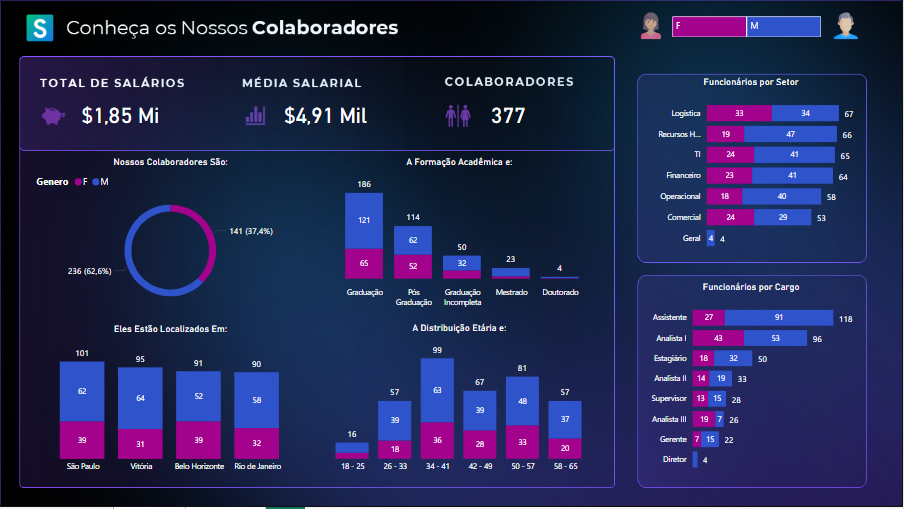 S
Conheça os Nossos Colaboradores
F M
TOTAL DE SALÁRIOS
$1,85 Mi
MÉDIA SALARIAL
$4,91 Mil
COLABORADORES
377
Nossos Colaboradores São:
Genero F M
141 (37,4%)
236 (62,6%)
A Formação Acadêmica e:
186
121
65
114
62
52
50
32
23
4
Graduação
Pós Graduação
Graduação Incompleta
Mestrado
Doutorado
Eles Estão Localizados Em:
101 95 91 90
62 64 52 58
39 31 39 32
São Paulo Vitória Belo Horizonte Rio de Janeiro
A Distribuição Etária e:
16 57 99 67 81 57
39 63 39 48 37
18 36 28 33 20
18 - 25 26 - 33 34 - 41 42 - 49 50 - 57 58 - 65
Funcionários por Setor
Logística 33 34 67
Recursos H... 19 47 66
TI 24 41 65
Financeiro 23 41 64
Operacional 18 40 58
Comercial 24 29 53
Geral 4 4
Funcionários por Cargo
Assistente 27 91 118
Analista I 43 53 96
Estagiário 18 32 50
Analista II 14 19 33
Supervisor 13 15 28
Analista III 19 7 26
Gerente 7 15 22
Diretor 4